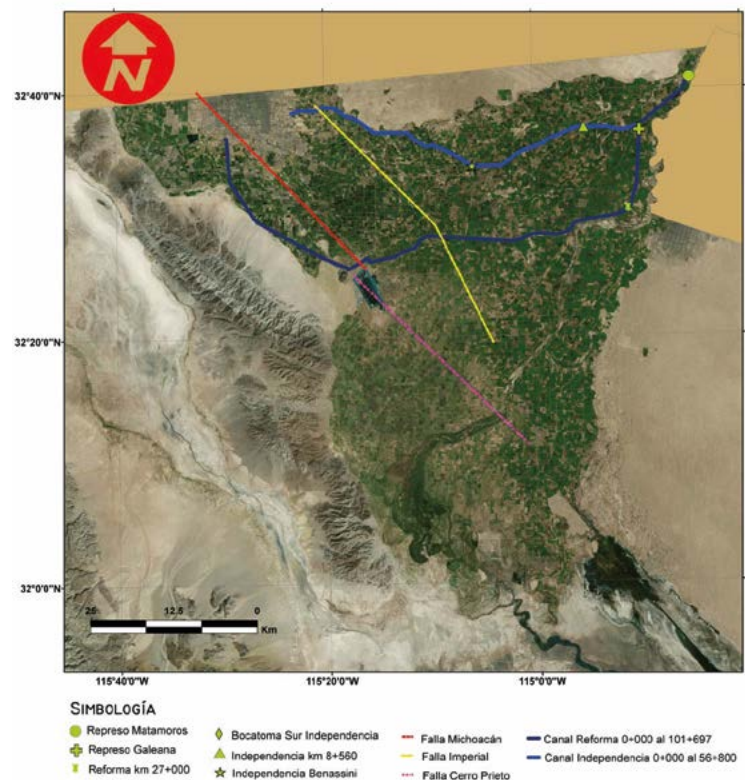 N
32°40'0"N
32°20'0"N
32°0'0"N
25 12.5 0
Km
115°40'0"W 115°20'0"W 115°0'0"W
SIMBOLOGÍA
Represo Matamoros
Represo Galeana
Reforma km 27+000
Bocatoma Sur Independencia
Independencia km 8+560
Independencia Benassini
Falla Michoacán
Falla Imperial
Falla Cerro Prieto
Canal Reforma 0+000 al 101+697
Canal Independencia 0+000 al 56+800